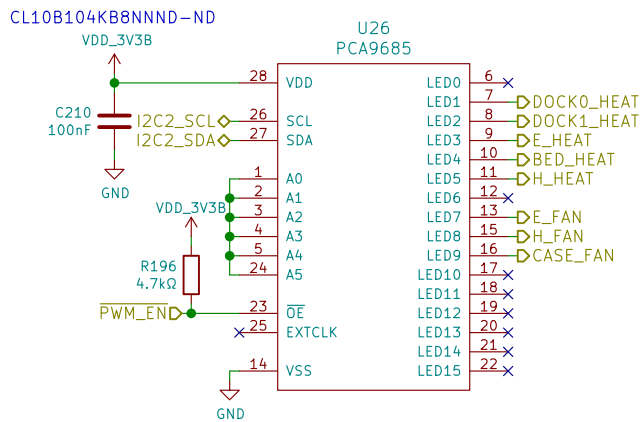 CL10B104KB8NNND-ND
VDD_3V3B
U26
PCA9685
28 VDD LED0 6
LED1 7 DOCK0_HEAT
C210 100nF I2C2_SCL 26 SCL LED2 8 DOCK1_HEAT
I2C2_SDA 27 SDA LED3 9 E_HEAT
LED4 10 BED_HEAT
GND 1 A0 LED5 11 H_HEAT
2 A1 LED6 12
VDD_3V3B 3 A2 LED7 13 E_FAN
4 A3 LED8 15 H_FAN
5 A4 LED9 16 CASE_FAN
R196 4.7kΩ 24 A5 LED10 17
LED11 18
PWM_EN 23 OE LED12 19
25 EXTCLK LED13 20
LED14 21
14 VSS LED15 22
GND